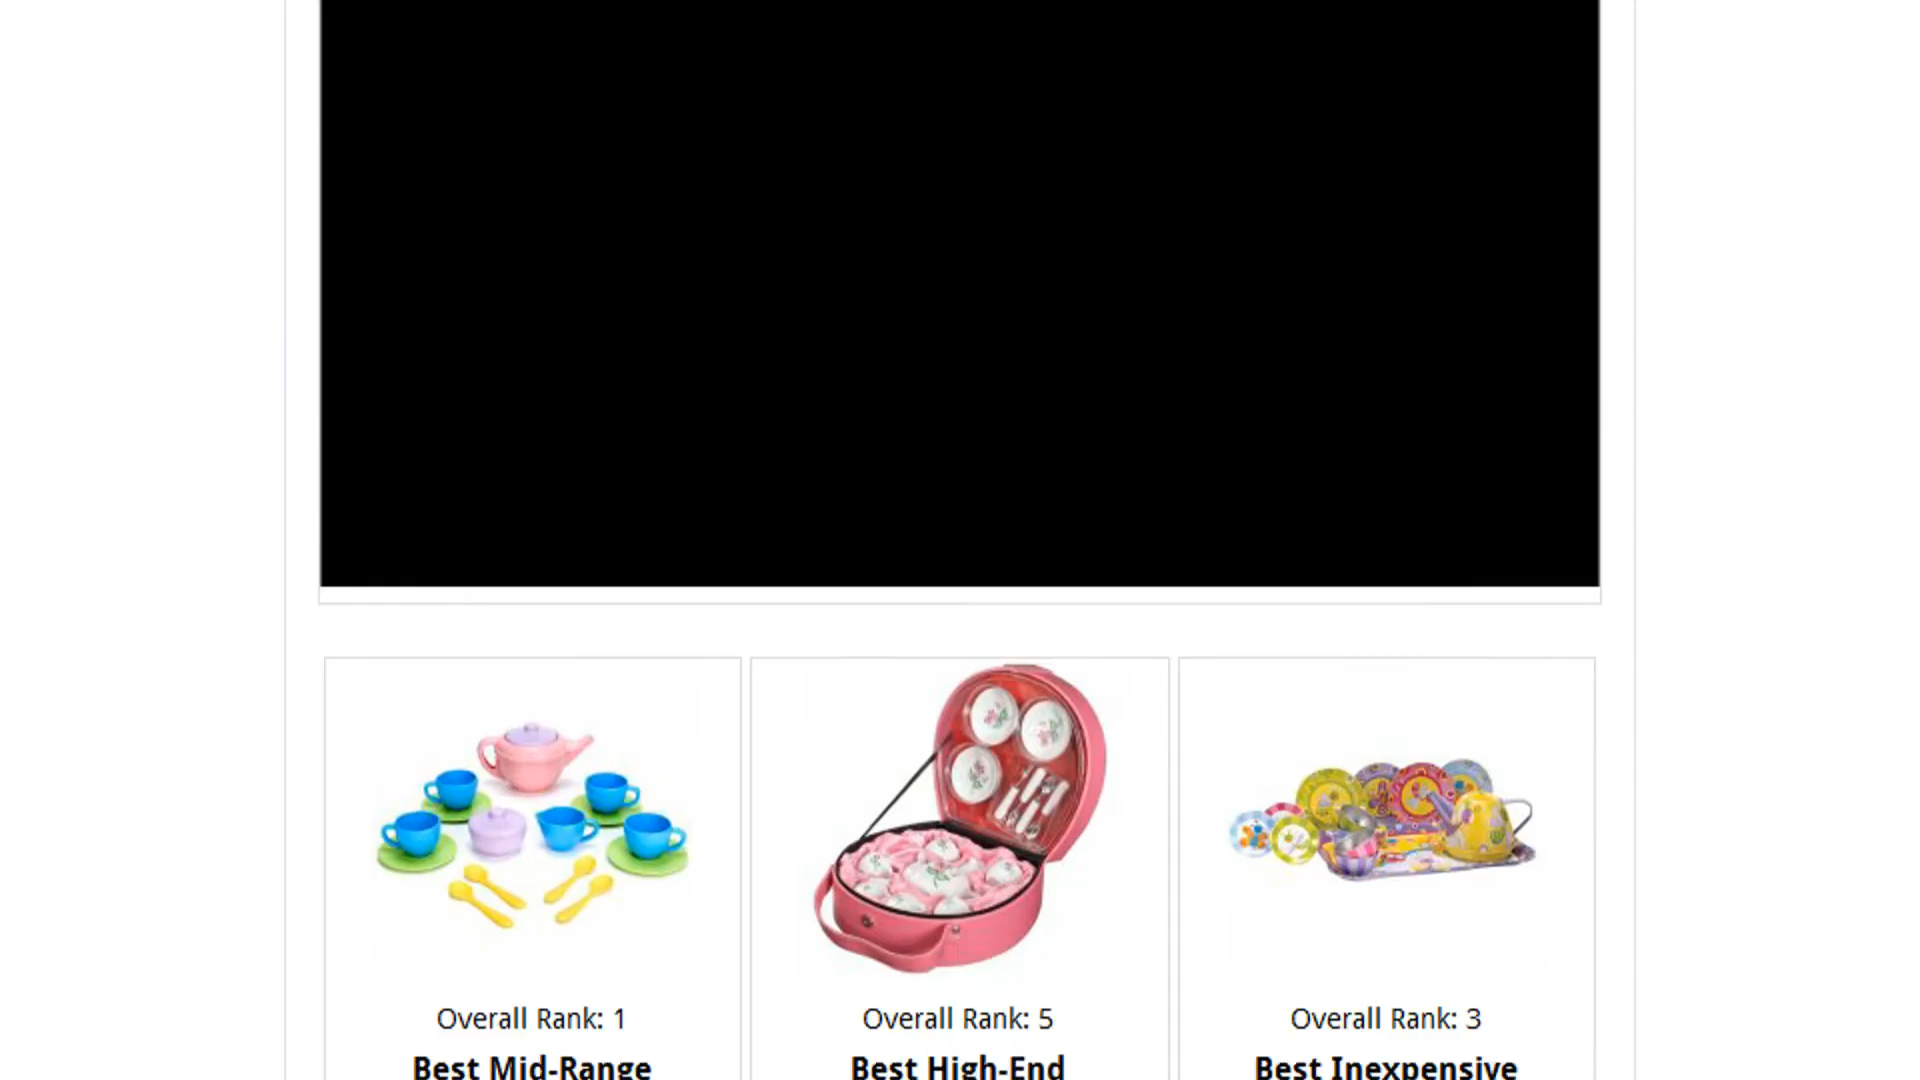 Overall Rank: 1
Overall Rank: 5
Overall Rank: 3
Best Mid-Range
Best High-End
Best Inexpensive